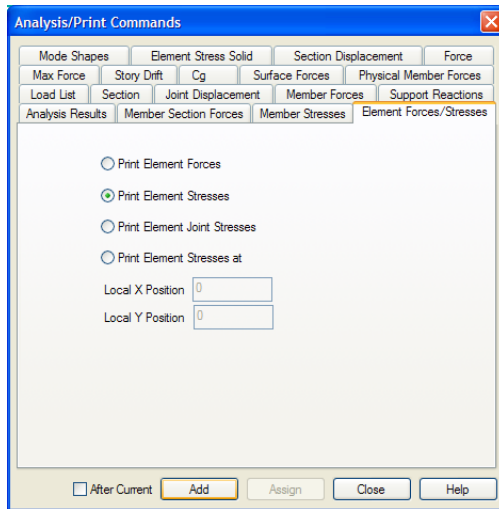 Analysis/Print Commands
Mode Shapes Element Stress Solid Section Displacement Force
Max Force Story Drift Cg Surface Forces Physical Member Forces
Load List Section Joint Displacement Member Forces Support Reactions
Analysis Results Member Section Forces Member Stresses Element Forces/Stresses
Print Element Forces
Print Element Stresses
Print Element Joint Stresses
Print Element Stresses at
Local X Position 0
Local Y Position 0
After Current Add Assign Close Help